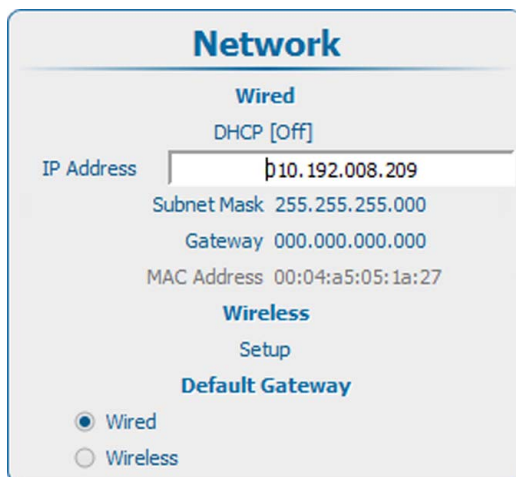 Network
Wired
DHCP [Off]
IP Address 010.192.008.209
Subnet Mask 255.255.255.000
Gateway 000.000.000.000
MAC Address 00:04:a5:05:1a:27
Wireless
Setup
Default Gateway
Wired
Wireless